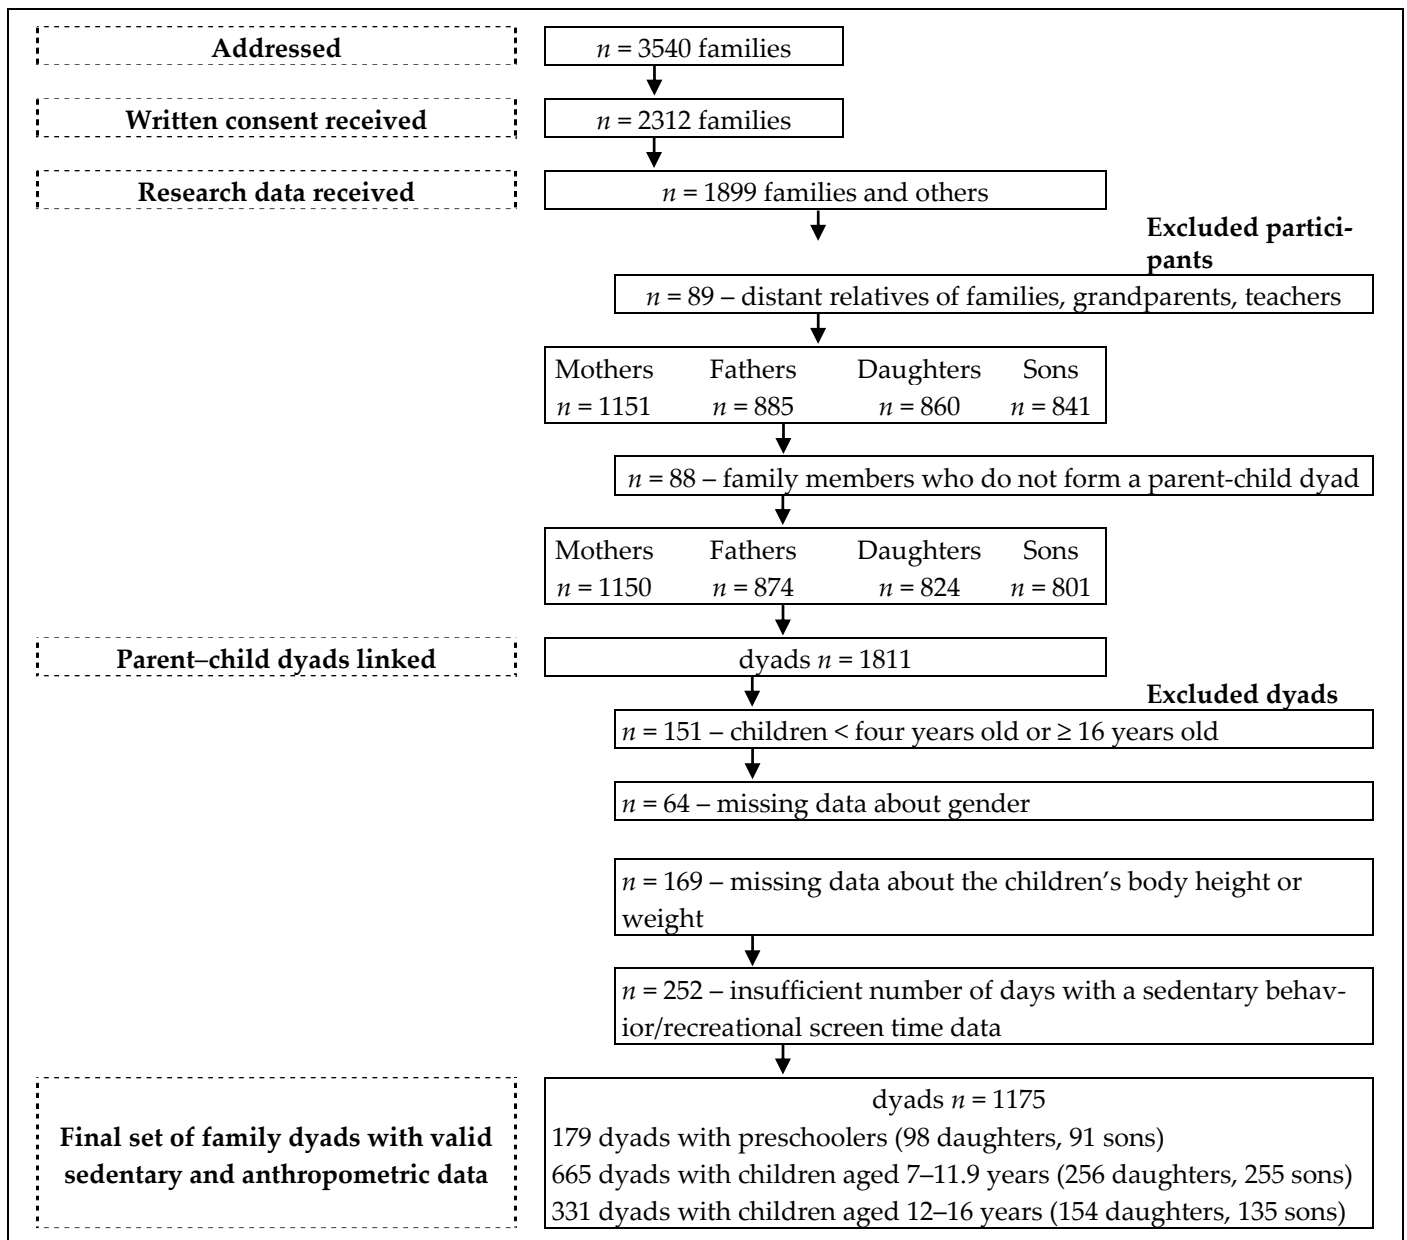 Addressed
n = 3540 families
Written consent received
n = 2312 families
Research data received
n = 1899 families and others
Excluded partici-
pants
n = 89 – distant relatives of families, grandparents, teachers
Mothers Fathers Daughters Sons
n = 1151 n = 885 n = 860 n = 841
n = 88 – family members who do not form a parent-child dyad
Mothers Fathers Daughters Sons
n = 1150 n = 874 n = 824 n = 801
Parent–child dyads linked
dyads n = 1811
Excluded dyads
n = 151 – children < four years old or ≥ 16 years old
n = 64 – missing data about gender
n = 169 – missing data about the children’s body height or
weight
n = 252 – insufficient number of days with a sedentary behav-
ior/recreational screen time data
Final set of family dyads with valid
sedentary and anthropometric data
dyads n = 1175
179 dyads with preschoolers (98 daughters, 91 sons)
665 dyads with children aged 7–11.9 years (256 daughters, 255 sons)
331 dyads with children aged 12–16 years (154 daughters, 135 sons)